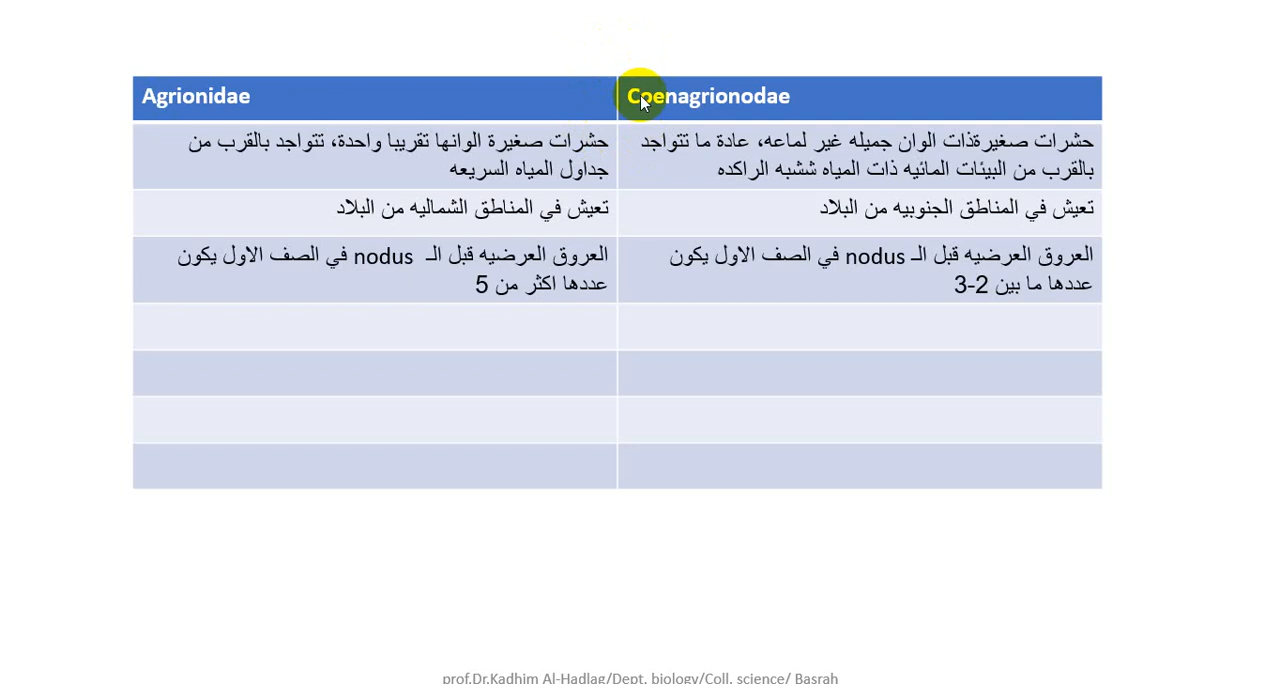 Agrionidae
Coenagrionodae
حشرات صغيرة الوانها تقريبا واحدة، تتواجد بالقرب من
جداول المياه السريعه
حشرات صغيرةذات الوان جميله غير لماعه، عادة ما تتواجد
بالقرب من البيئات المائيه ذات المياه ششبه الراكده
تعيش في المناطق الشماليه من البلاد
تعيش في المناطق الجنوبيه من البلاد
العروق العرضيه قبل الـ nodus في الصف الاول يكون
عددها اكثر من 5
العروق العرضيه قبل الـ nodus في الصف الاول يكون
عددها ما بين 2-3
prof.Dr.Kadhim Al-Hadlag/Dept. biology/Coll. science/ Basrah